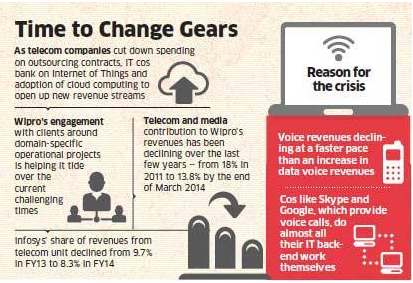 Time to Change Gears
As telecom companies cut down spending
on outsourcing contracts, IT cos
bank on Internet of Things and
adoption of cloud computing to
open up new revenue streams
Wipro's engagement
with clients around
domain-specific
operational projects
is helping it tide
over the
current
challenging
times
Telecom and media
contribution to Wipro's
revenues has been
declining over the last
few years – from 18% in
2011 to 13.8% by the end
of March 2014
Infosys' share of revenues from
telecom unit declined from 9.7%
in FY13 to 8.3% in FY14
Reason for
the crisis
Voice revenues declin-
ing at a faster pace
than an increase in
data voice revenues
Cos like Skype and
Google, which provide
voice calls, do
almost all
their IT back-
end work
themselves